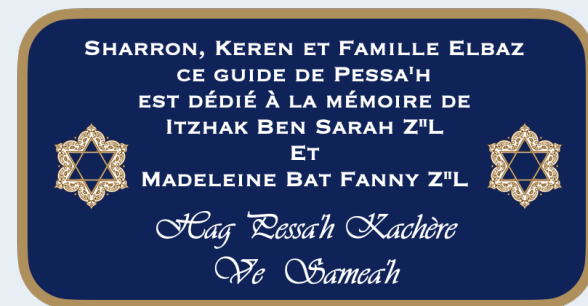 SHARRON, KEREN ET FAMILLE ELBAZ
CE GUIDE DE PESSA'H
EST DÉDIÉ À LA MÉMOIRE DE
ITZHAK BEN SARAH Z"L
ET
MADELEINE BAT FANNY Z"L
Hag Pessa'h Kachère
Ve Samea'h